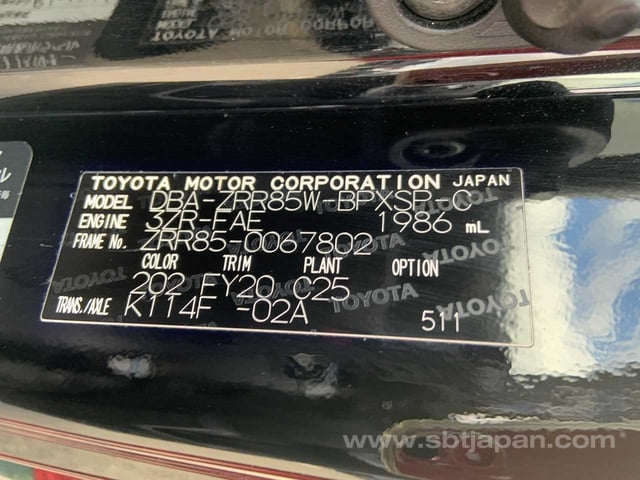 TOYOTA MOTOR CORPORATION JAPAN
MODEL DBA-ZRR85W-BPXSP-C
ENGINE 3ZR-FAE 1986 mL
FRAME No. ZRR85-0067802
COLOR TRIM PLANT OPTION
202 FY20 C25
TRANS./AXLE K114F -02A
511
www.sbtjapan.com